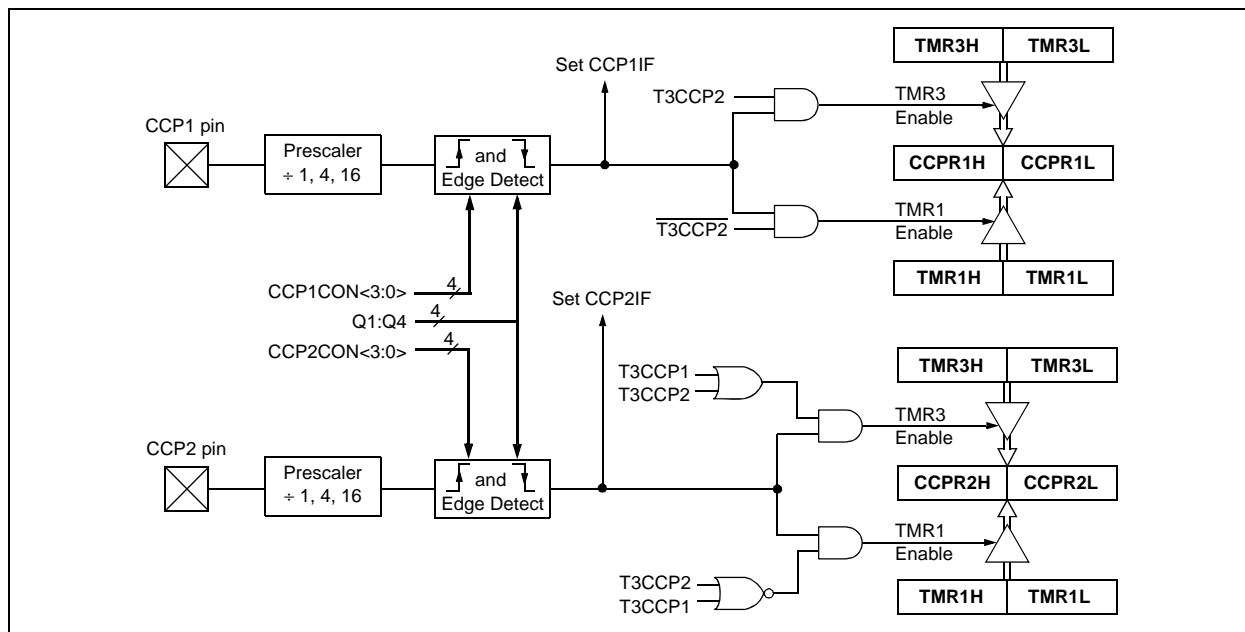 TMR3H TMR3L
Set CCP1IF
T3CCP2
TMR3
Enable
CCP1 pin
Prescaler
÷ 1, 4, 16
and
Edge Detect
CCPR1H CCPR1L
T3CCP2
TMR1
Enable
TMR1H TMR1L
CCP1CON<3:0> 4
Q1:Q4 4
CCP2CON<3:0> 4
Set CCP2IF
TMR3H TMR3L
T3CCP1
T3CCP2
TMR3
Enable
CCP2 pin
Prescaler
÷ 1, 4, 16
and
Edge Detect
CCPR2H CCPR2L
TMR1
Enable
T3CCP2
T3CCP1
TMR1H TMR1L